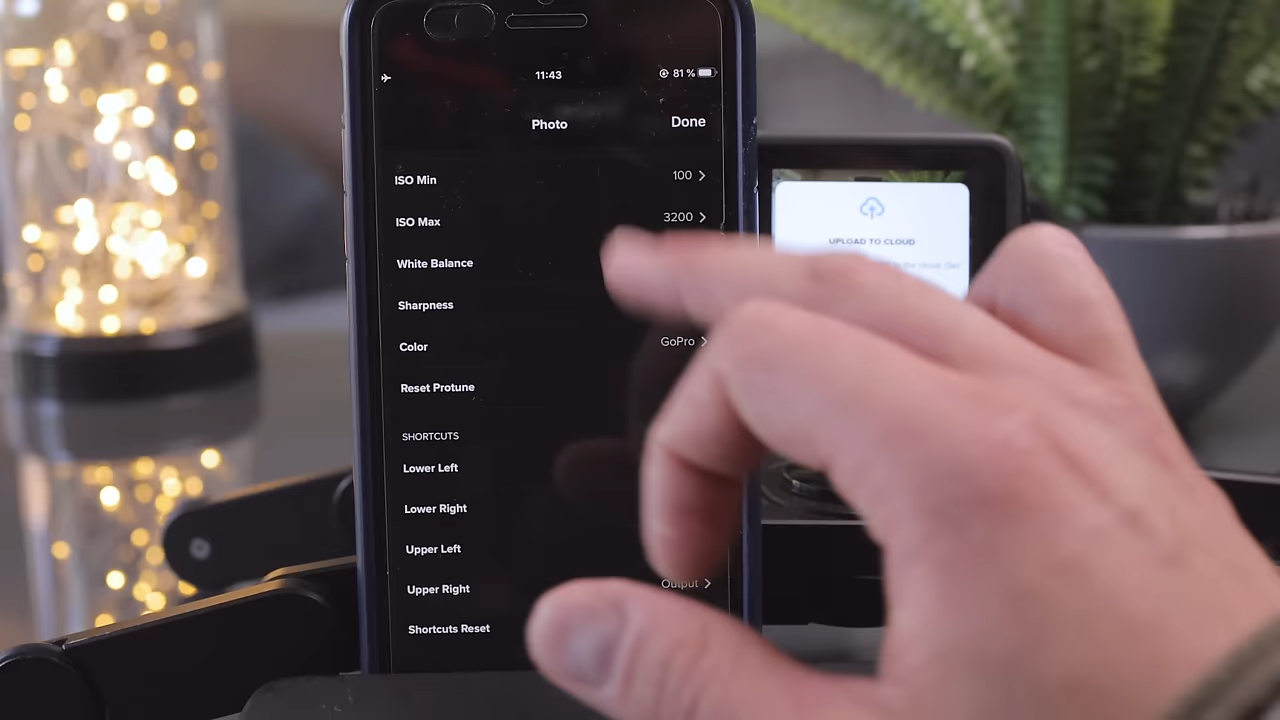 11:43
81 %
Photo
Done
ISO Min 100
ISO Max 3200
White Balance
Sharpness
Color GoPro
Reset Protune
SHORTCUTS
Lower Left
Lower Right
Upper Left
Upper Right Output
Shortcuts Reset
UPLOAD TO CLOUD